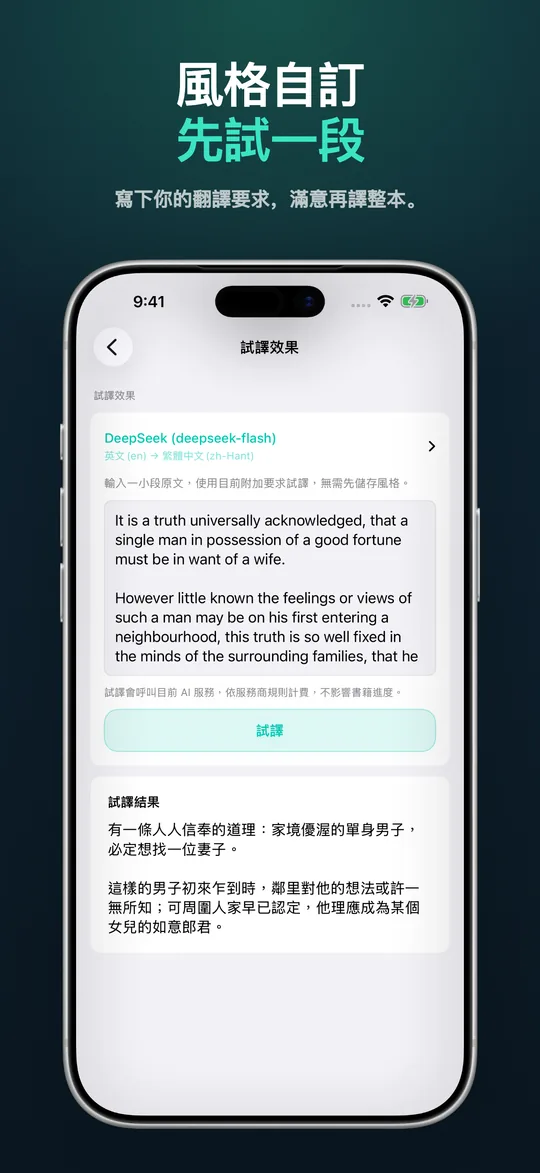 風格自訂
先試一段
寫下你的翻譯要求，滿意再譯整本。
9:41
試譯效果
試譯效果
DeepSeek (deepseek-flash)
英文 (en) → 繁體中文 (zh-Hant)
輸入一小段原文，使用目前附加要求試譯，無需先儲存風格。
It is a truth universally acknowledged, that a
single man in possession of a good fortune
must be in want of a wife.
However little known the feelings or views of
such a man may be on his first entering a
neighbourhood, this truth is so well fixed in
the minds of the surrounding families, that he
試譯會呼叫目前 AI 服務，依服務商規則計費，不影響書籍進度。
試譯
試譯結果
有一條人人信奉的道理：家境優渥的單身男子，
必定想找一位妻子。
這樣的男子初來乍到時，鄰里對他的想法或許一
無所知；可周圍人家早已認定，他理應成為某個
女兒的如意郎君。